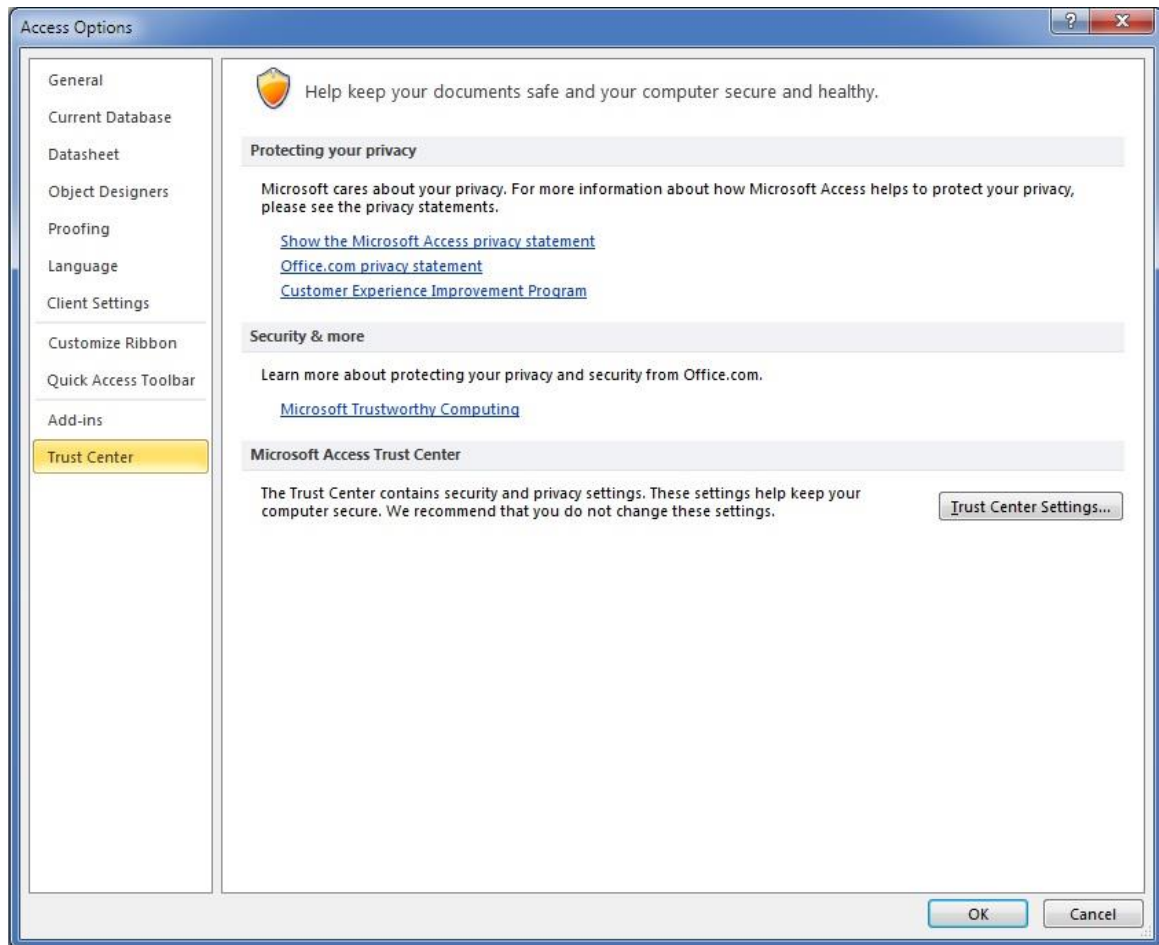 Access Options
General
Current Database
Datasheet
Object Designers
Proofing
Language
Client Settings
Customize Ribbon
Quick Access Toolbar
Add-ins
Trust Center
Help keep your documents safe and your computer secure and healthy.
Protecting your privacy
Microsoft cares about your privacy. For more information about how Microsoft Access helps to protect your privacy,
please see the privacy statements.
Show the Microsoft Access privacy statement
Office.com privacy statement
Customer Experience Improvement Program
Security & more
Learn more about protecting your privacy and security from Office.com.
Microsoft Trustworthy Computing
Microsoft Access Trust Center
The Trust Center contains security and privacy settings. These settings help keep your
computer secure. We recommend that you do not change these settings.
Trust Center Settings...
OK
Cancel